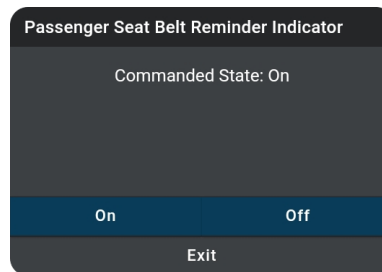 Passenger Seat Belt Reminder Indicator
Commanded State: On
On Off
Exit